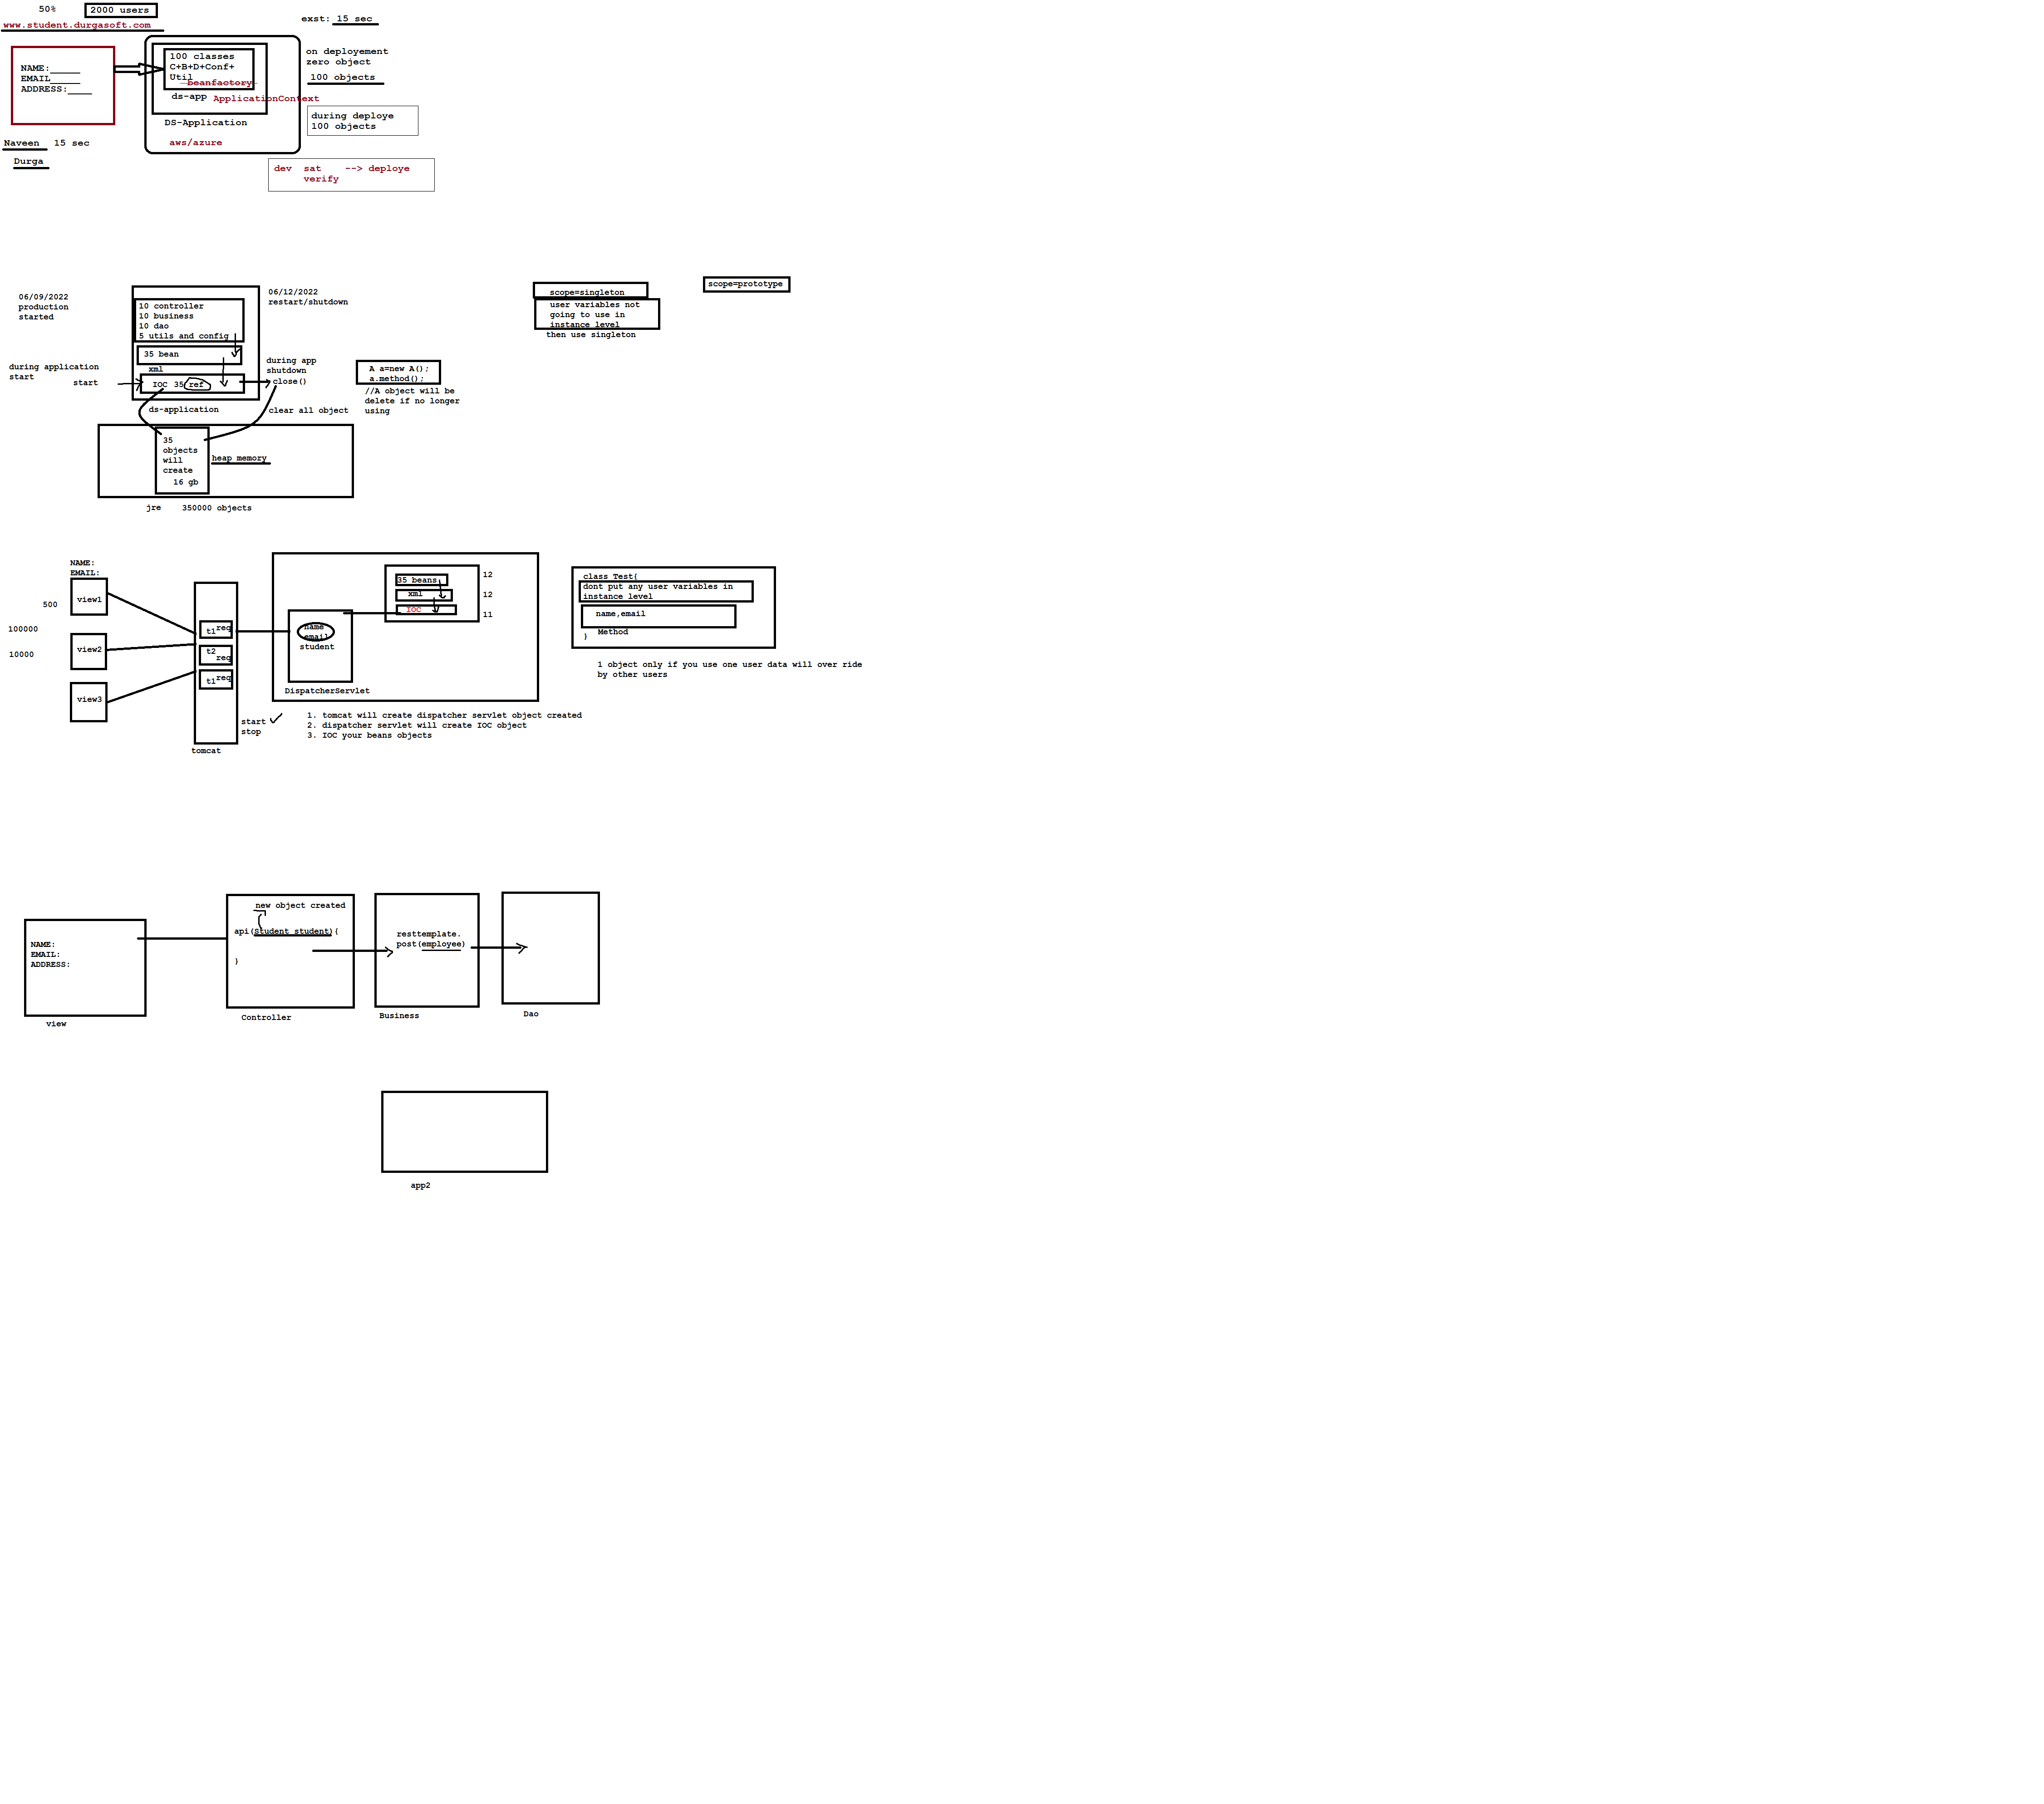 50%
2000 users
www.student.durgasoft.com
exst: 15 sec
NAME:_____
EMAIL_____
ADDRESS:____
100 classes
C+B+D+Conf+
Util
beanfactory
ds-app
ApplicationContext
DS-Application
aws/azure
on deployement
zero object
100 objects
during deploye
100 objects
Naveen
15 sec
Durga
dev sat --> deploye
verify
06/09/2022
production
started
10 controller
10 business
10 dao
5 utils and config
35 bean
xml
IOC 35 ref
ds-application
during application
start
start
06/12/2022
restart/shutdown
during app
shutdown
close()
clear all object
A a=new A();
a.method();
//A object will be
delete if no longer
using
scope=singleton
user variables not
going to use in
instance level
then use singleton
scope=prototype
35
objects
will
create
16 gb
heap memory
jre
350000 objects
NAME:
EMAIL:
view1
500
100000
10000
view2
view3
t1 req
t2
req
t1 req
tomcat
start
stop
name
email
student
DispatcherServlet
35 beans
xml
IOC
12
12
11
1. tomcat will create dispatcher servlet object created
2. dispatcher servlet will create IOC object
3. IOC your beans objects
class Test{
dont put any user variables in
instance level
name,email
Method
}
1 object only if you use one user data will over ride
by other users
NAME:
EMAIL:
ADDRESS:
view
new object created
api(Student student){
}
Controller
resttemplate.
post(employee)
Business
Dao
app2